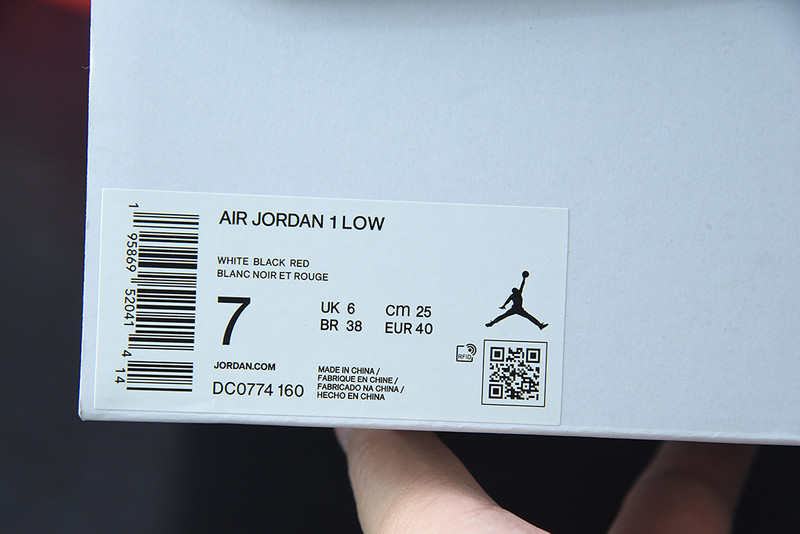 AIR JORDAN 1 LOW
WHITE BLACK RED
BLANC NOIR ET ROUGE
7
UK 6 cm 25
BR 38 EUR 40
JORDAN.COM
DC0774 160
MADE IN CHINA /
FABRIQUE EN CHINE /
FABRICADO NA CHINA /
HECHO EN CHINA
RFID
1 95869 52041 4 14